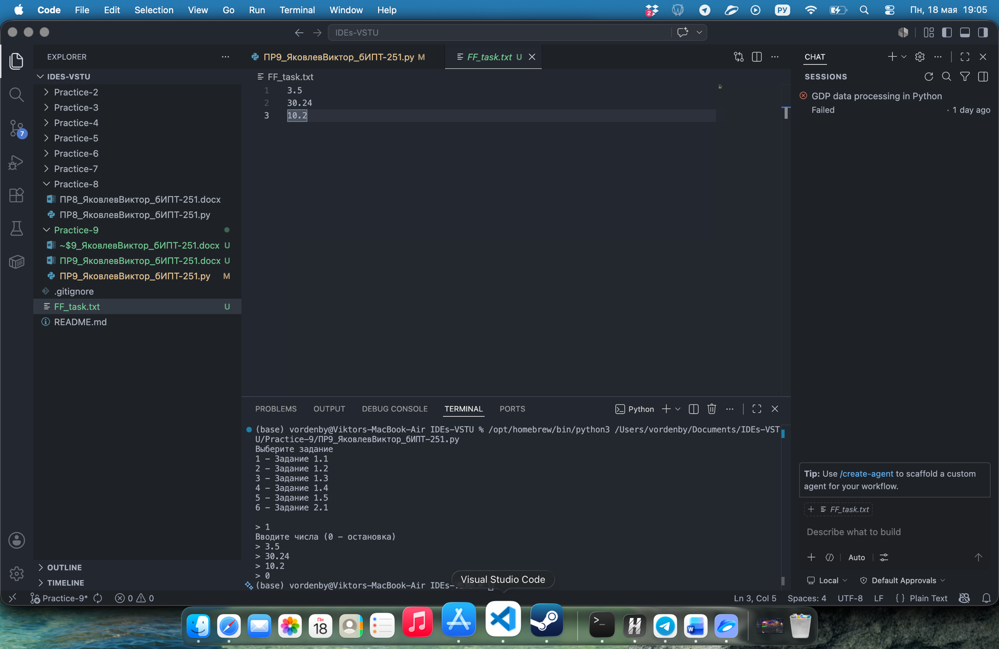 Code File Edit Selection View Go Run Terminal Window Help
2 РУ Пн, 18 мая 19:05
IDEs-VSTU
EXPLORER
IDES-VSTU
Practice-2
Practice-3
Practice-4
Practice-5
Practice-6
Practice-7
Practice-8
ПР8_ЯковлевВиктор_бИПТ-251.docx
ПР8_ЯковлевВиктор_бИПТ-251.py
Practice-9
~$9_ЯковлевВиктор_бИПТ-251.docx U
ПР9_ЯковлевВиктор_бИПТ-251.docx U
ПР9_ЯковлевВиктор_бИПТ-251.py M
.gitignore
FF_task.txt U
README.md
OUTLINE
TIMELINE
7
ПР9_ЯковлевВиктор_бИПТ-251.py M
FF_task.txt U
FF_task.txt
1 3.5
2 30.24
3 10.2
PROBLEMS OUTPUT DEBUG CONSOLE TERMINAL PORTS
Python
(base) vordenby@Viktors-MacBook-Air IDEs-VSTU % /opt/homebrew/bin/python3 /Users/vordenby/Documents/IDEs-VST
U/Practice-9/ПР9_ЯковлевВиктор_бИПТ-251.py
Выберите задание
1 - Задание 1.1
2 - Задание 1.2
3 - Задание 1.3
4 - Задание 1.4
5 - Задание 1.5
6 - Задание 2.1
> 1
Вводите числа (0 - остановка)
> 3.5
> 30.24
> 10.2
> 0
(base) vordenby@Viktors-MacBook-Air IDEs-
Visual Studio Code
CHAT
SESSIONS
GDP data processing in Python
Failed · 1 day ago
Tip: Use /create-agent to scaffold a custom
agent for your workflow.
FF_task.txt
Describe what to build
Auto
Local Default Approvals
Practice-9* 0 0
Ln 3, Col 5 Spaces: 4 UTF-8 LF { } Plain Text
Пн
18
W